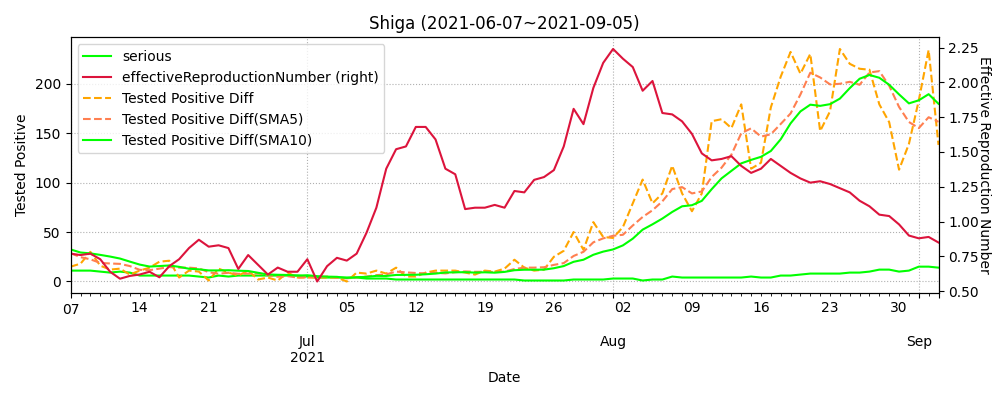 Shiga (2021-06-07~2021-09-05)
serious
effectiveReproductionNumber (right)
Tested Positive Diff
Tested Positive Diff(SMA5)
Tested Positive Diff(SMA10)
Tested Positive
200
150
100
50
0
2.25
2.00
1.75
1.50
1.25
1.00
0.75
0.50
Effective Reproduction Number
07 14 21 28 05 12 19 26 02 09 16 23 30
Jul Aug Sep
2021
Date